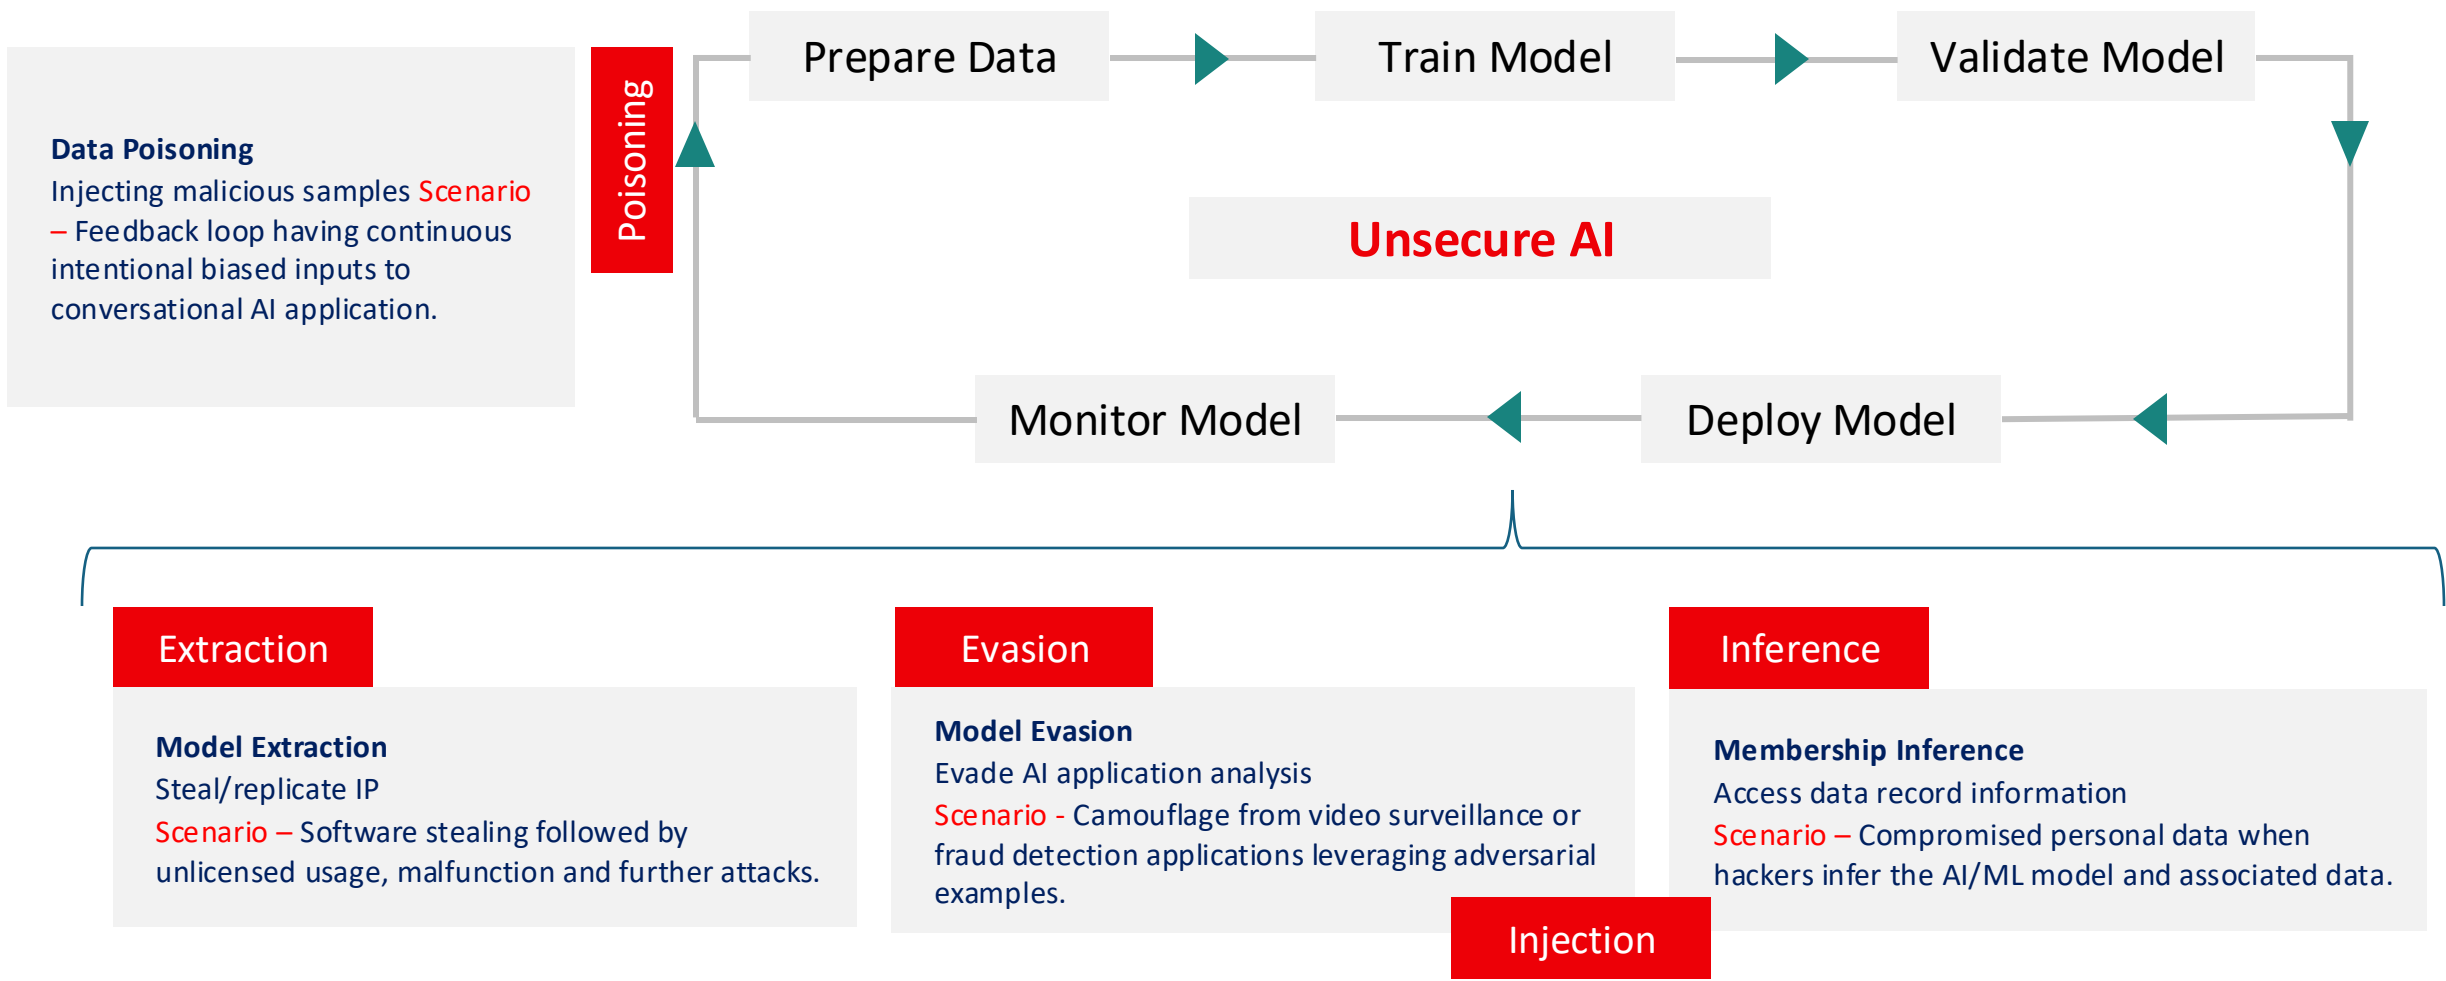 Prepare Data
Train Model
Validate Model
Poisoning
Data Poisoning
Injecting malicious samples Scenario
– Feedback loop having continuous
intentional biased inputs to
conversational AI application.
Unsecure AI
Monitor Model
Deploy Model
Extraction
Model Extraction
Steal/replicate IP
Scenario – Software stealing followed by
unlicensed usage, malfunction and further attacks.
Evasion
Model Evasion
Evade AI application analysis
Scenario - Camouflage from video surveillance or
fraud detection applications leveraging adversarial
examples.
Inference
Membership Inference
Access data record information
Scenario – Compromised personal data when
hackers infer the AI/ML model and associated data.
Injection